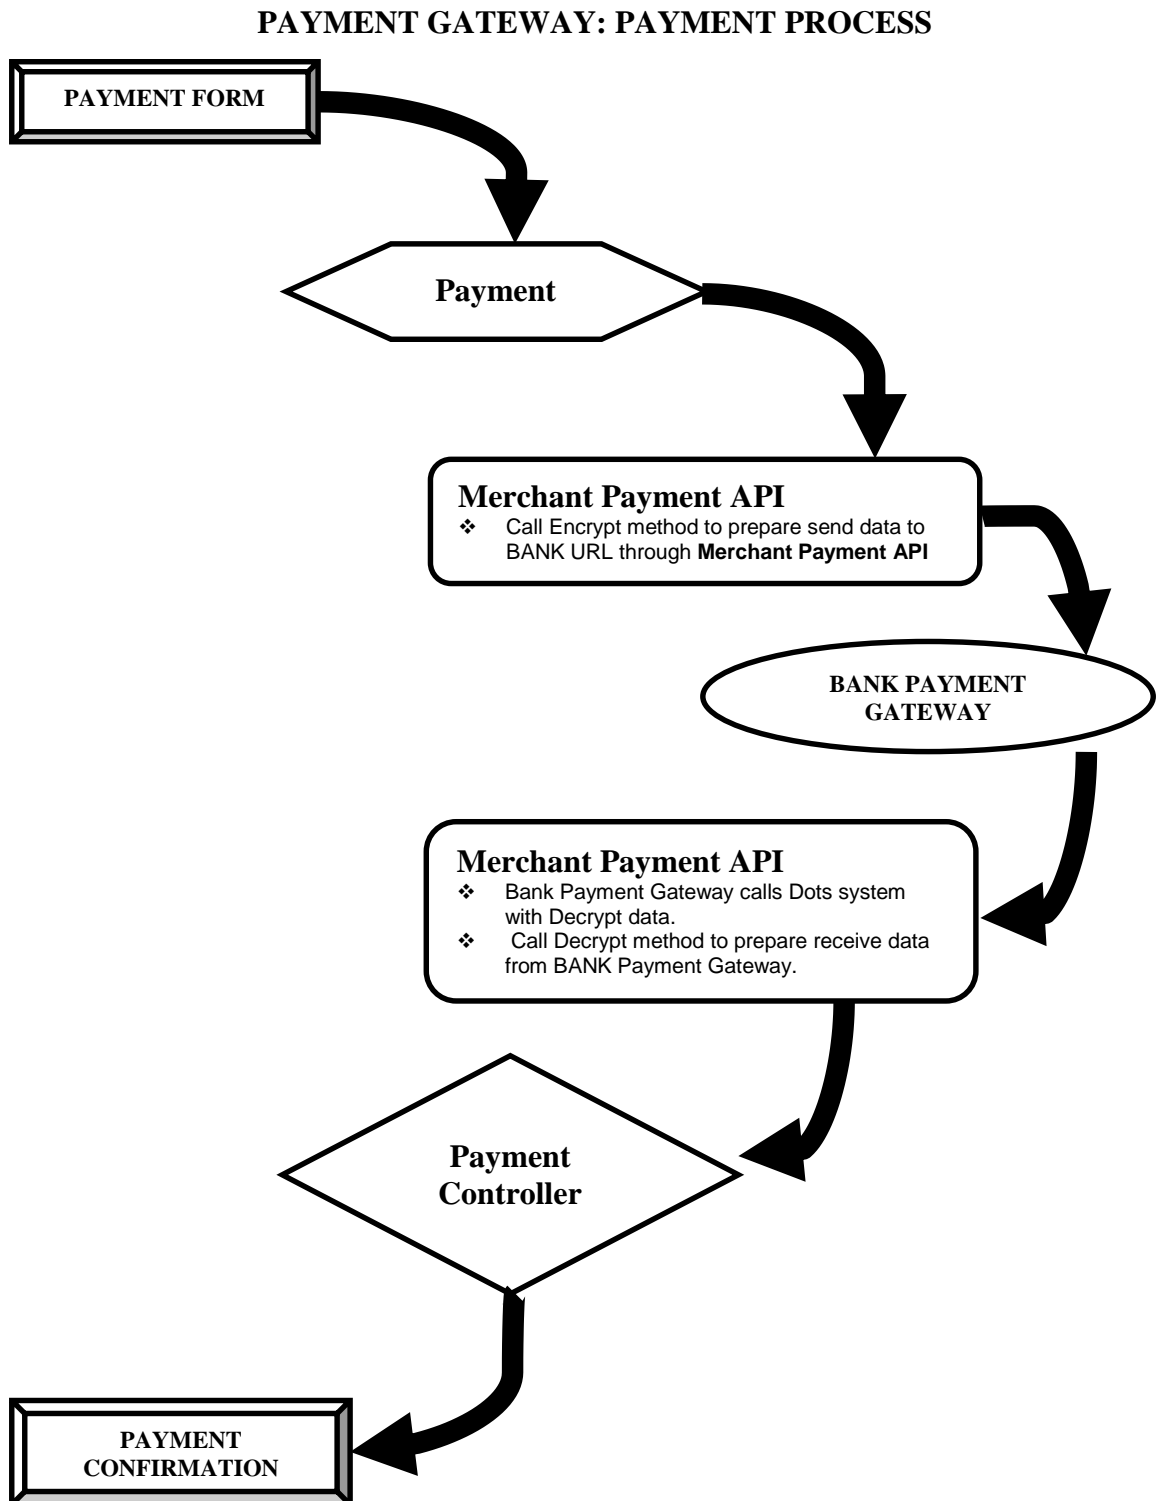 PAYMENT GATEWAY: PAYMENT PROCESS
PAYMENT FORM
Payment
Merchant Payment API
❖ Call Encrypt method to prepare send data to
BANK URL through Merchant Payment API
BANK PAYMENT
GATEWAY
Merchant Payment API
❖ Bank Payment Gateway calls Dots system
with Decrypt data.
❖ Call Decrypt method to prepare receive data
from BANK Payment Gateway.
Payment
Controller
PAYMENT
CONFIRMATION